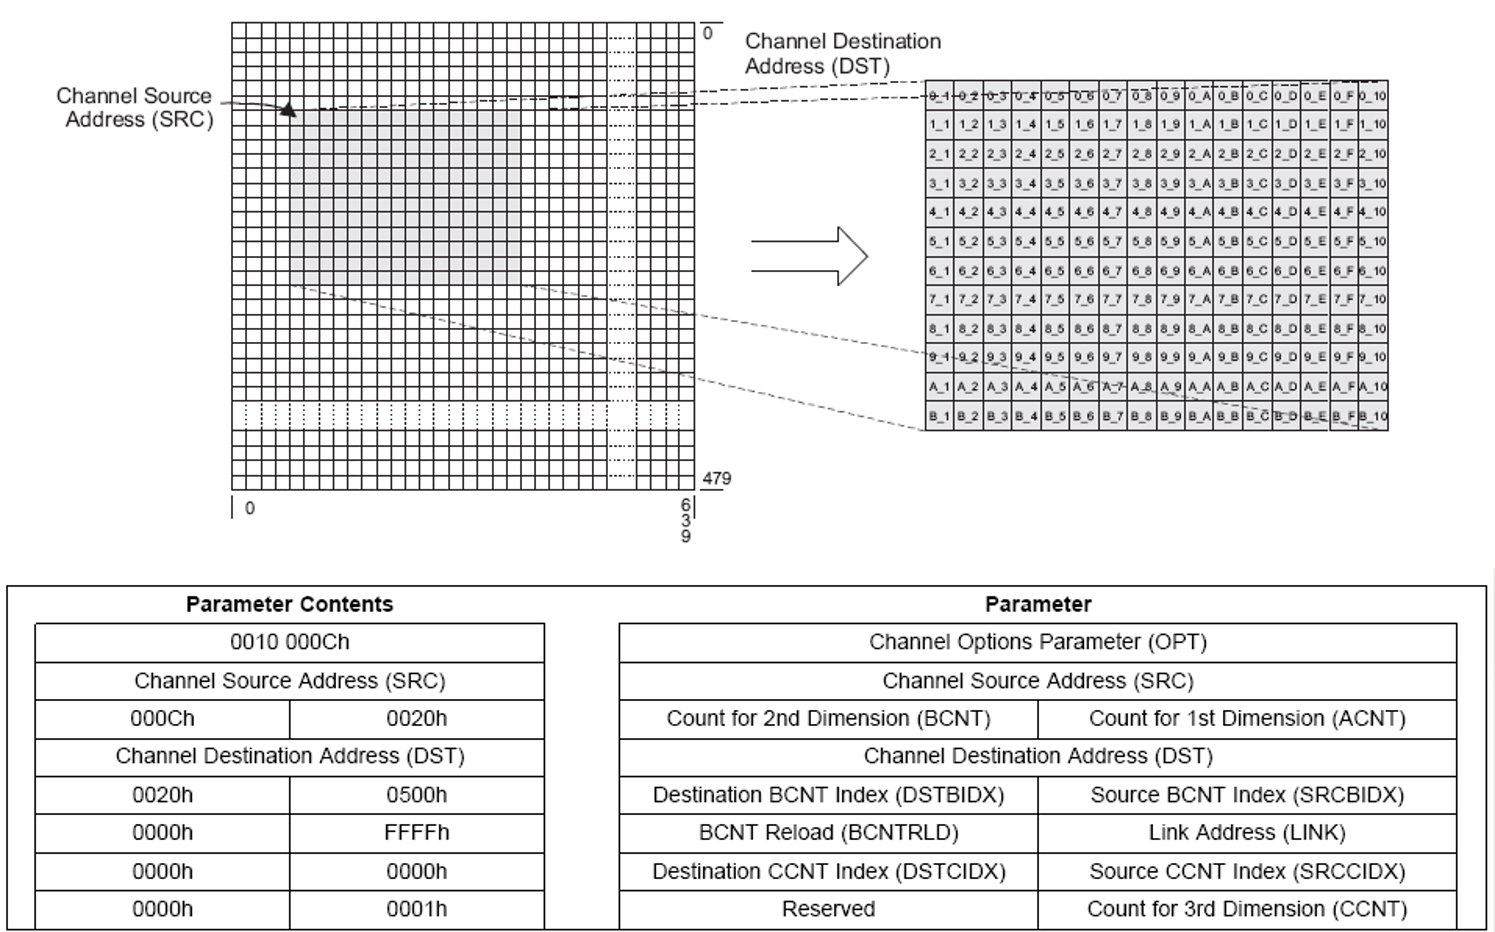 0
Channel Destination
Address (DST)
Channel Source
Address (SRC)
0_1 0_2 0_3 0_4 0_5 0_6 0_7 0_8 0_9 0_A 0_B 0_C 0_D 0_E 0_F 0_10
1_1 1_2 1_3 1_4 1_5 1_6 1_7 1_8 1_9 1_A 1_B 1_C 1_D 1_E 1_F 1_10
2_1 2_2 2_3 2_4 2_5 2_6 2_7 2_8 2_9 2_A 2_B 2_C 2_D 2_E 2_F 2_10
3_1 3_2 3_3 3_4 3_5 3_6 3_7 3_8 3_9 3_A 3_B 3_C 3_D 3_E 3_F 3_10
4_1 4_2 4_3 4_4 4_5 4_6 4_7 4_8 4_9 4_A 4_B 4_C 4_D 4_E 4_F 4_10
5_1 5_2 5_3 5_4 5_5 5_6 5_7 5_8 5_9 5_A 5_B 5_C 5_D 5_E 5_F 5_10
6_1 6_2 6_3 6_4 6_5 6_6 6_7 6_8 6_9 6_A 6_B 6_C 6_D 6_E 6_F 6_10
7_1 7_2 7_3 7_4 7_5 7_6 7_7 7_8 7_9 7_A 7_B 7_C 7_D 7_E 7_F 7_10
8_1 8_2 8_3 8_4 8_5 8_6 8_7 8_8 8_9 8_A 8_B 8_C 8_D 8_E 8_F 8_10
9_1 9_2 9_3 9_4 9_5 9_6 9_7 9_8 9_9 9_A 9_B 9_C 9_D 9_E 9_F 9_10
A_1 A_2 A_3 A_4 A_5 A_6 A_7 A_8 A_9 A_A A_B A_C A_D A_E A_F A_10
B_1 B_2 B_3 B_4 B_5 B_6 B_7 B_8 B_9 B_A B_B B_C B_D B_E B_F B_10
479
0
6
3
9
Parameter Contents Parameter
0010 000Ch Channel Options Parameter (OPT)
Channel Source Address (SRC) Channel Source Address (SRC)
000Ch 0020h Count for 2nd Dimension (BCNT) Count for 1st Dimension (ACNT)
Channel Destination Address (DST) Channel Destination Address (DST)
0020h 0500h Destination BCNT Index (DSTBIDX) Source BCNT Index (SRCBIDX)
0000h FFFFh BCNT Reload (BCNTRLD) Link Address (LINK)
0000h 0000h Destination CCNT Index (DSTCIDX) Source CCNT Index (SRCCIDX)
0000h 0001h Reserved Count for 3rd Dimension (CCNT)